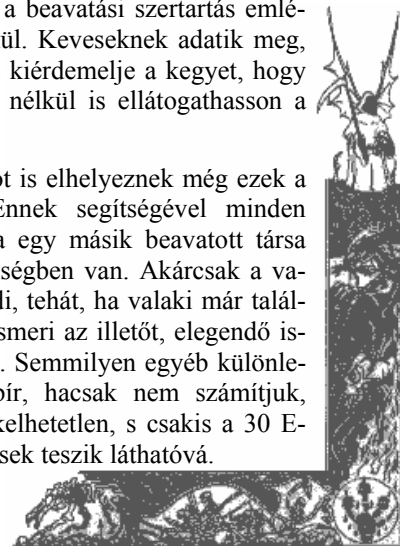 a beavatási szertartás emlé-
ül. Keveseknek adatik meg,
kiérdemelje a kegyet, hogy
nélkül is ellátogathasson a
ot is elhelyeznek még ezek a
Ennek segítségével minden
a egy másik beavatott társa
ségben van. Akárcsak a va-
di, tehát, ha valaki már talál-
smeri az illetőt, elegendő is-
. Semmilyen egyéb különle-
bír, hacsak nem számítjuk,
kelhetetlen, s csakis a 30 E-
sek teszik láthatóvá.